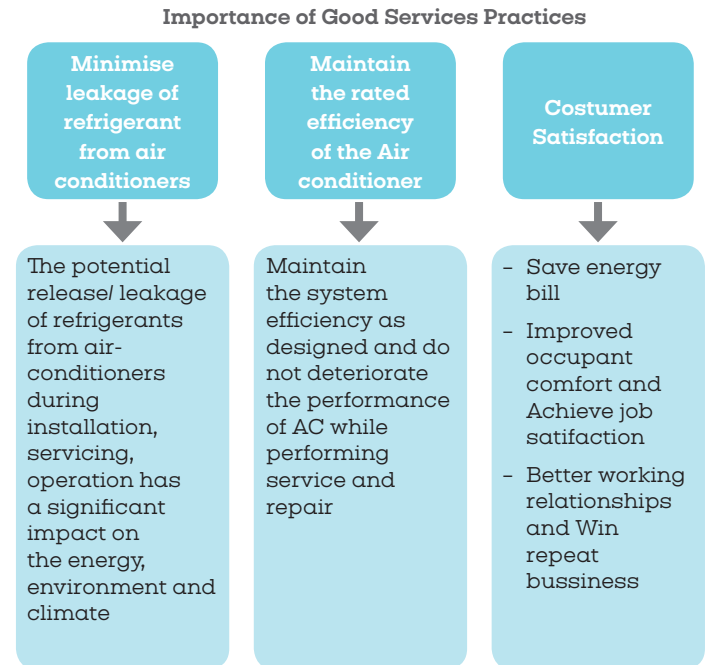 Importance of Good Services Practices
Minimise
leakage of
refrigerant
from air
conditioners
Maintain
the rated
efficiency
of the Air
conditioner
Costumer
Satisfaction
The potential
release/ leakage
of refrigerants
from air-
conditioners
during
installation,
servicing,
operation has
a significant
impact on
the energy,
environment and
climate
Maintain
the system
efficiency as
designed and do
not deteriorate
the performance
of AC while
performing
service and
repair
– Save energy
bill
– Improved
occupant
comfort and
Achieve job
satifaction
– Better working
relationships
and Win
repeat
bussiness